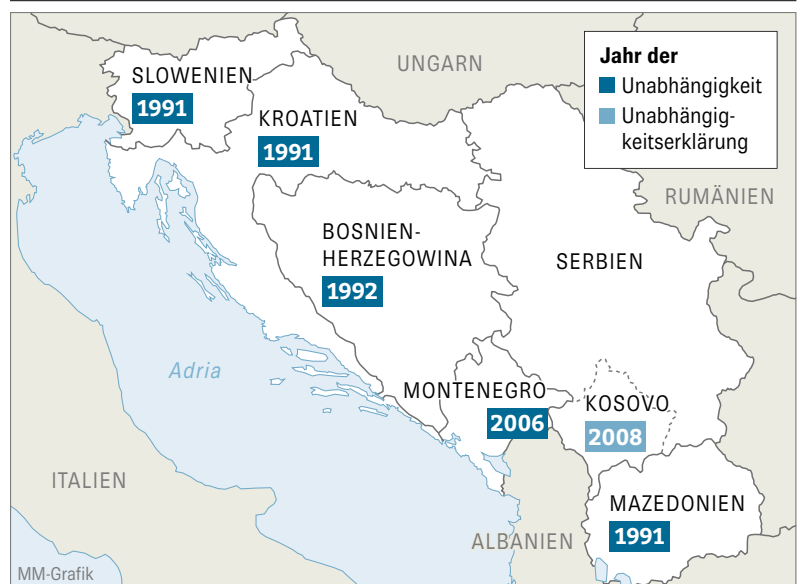 UNGARN
Jahr der
Unabhängigkeit
Unabhängig-
keitserklärung
SLOWENIEN
1991
KROATIEN
1991
RUMÄNIEN
BOSNIEN-
HERZEGOWINA
1992
SERBIEN
Adria
MONTENEGRO
2006
KOSOVO
2008
ITALIEN
MAZEDONIEN
1991
ALBANIEN
MM-Grafik